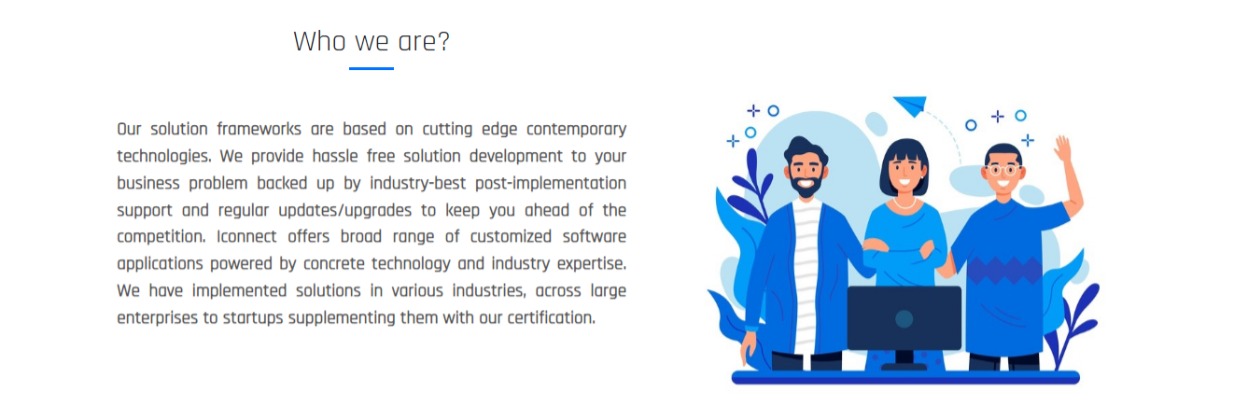 Who we are?
Our solution frameworks are based on cutting edge contemporary
technologies. We provide hassle free solution development to your
business problem backed up by industry-best post-implementation
support and regular updates/upgrades to keep you ahead of the
competition. Iconnect offers broad range of customized software
applications powered by concrete technology and industry expertise.
We have implemented solutions in various industries, across large
enterprises to startups supplementing them with our certification.